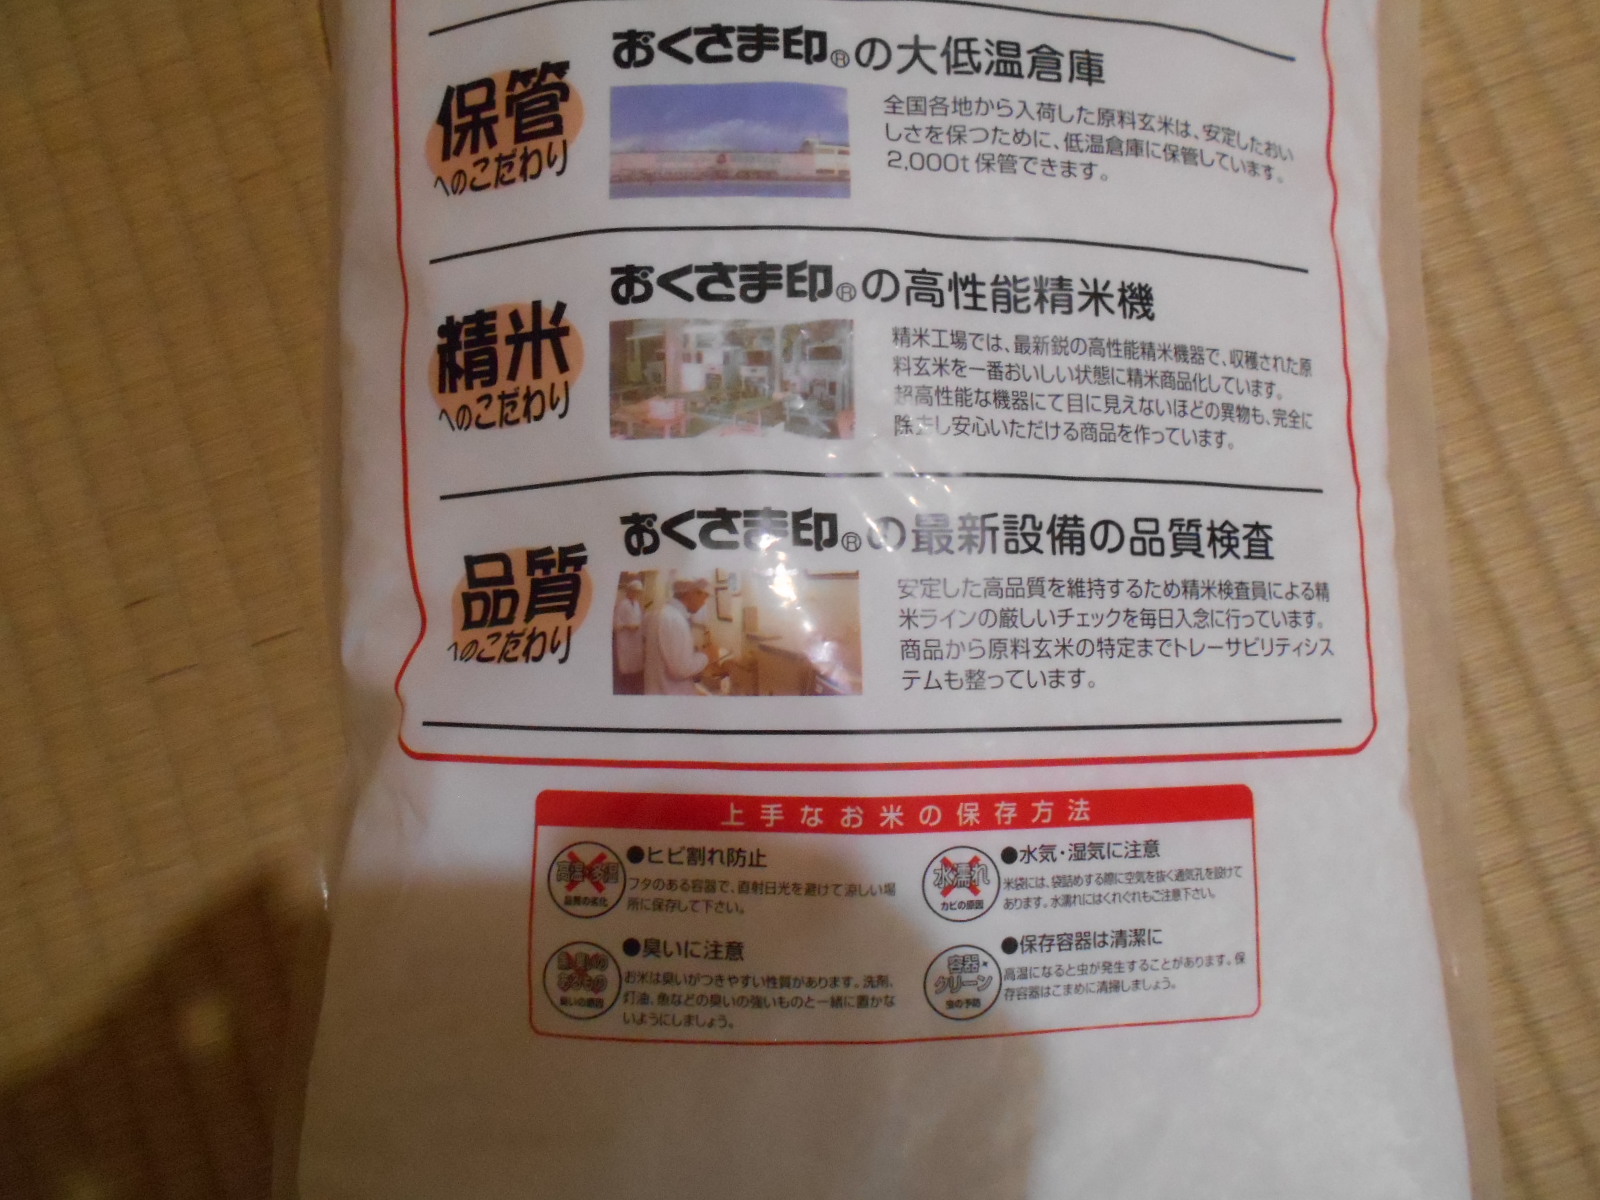 保管
へのこだわり
おくさま印®の大低温倉庫
全国各地から入荷した原料玄米は、安定したおい
しさを保つために、低温倉庫に保管しています。
2,000t 保管できます。
精米
へのこだわり
おくさま印®の高性能精米機
精米工場では、最新鋭の高性能精米機器で、収穫された原
料玄米を一番おいしい状態に精米商品化しています。
超高性能な機器にて目に見えないほどの異物も、完全に
除去し安心いただける商品を作っています。
品質
へのこだわり
おくさま印®の最新設備の品質検査
安定した高品質を維持するため精米検査員による精
米ラインの厳しいチェックを毎日入念に行っています。
商品から原料玄米の特定までトレーサビリティシス
テムも整っています。
上手なお米の保存方法
高温・多湿
品質の劣化
●ヒビ割れ防止
フタのある容器で、直射日光を避けて涼しい場
所に保存して下さい。
水濡れ
カビの原因
●水気・湿気に注意
米袋には、袋詰めする際に空気を抜く通気孔を設けて
あります。水濡れにはくれぐれもご注意下さい。
臭いの原因
●臭いに注意
お米は臭いがつきやすい性質があります。洗剤、
灯油、魚などの臭いの強いものと一緒に置かな
いようにしましょう。
容器・
クリーン
虫の予防
●保存容器は清潔に
高温になると虫が発生することがあります。保
存容器はこまめに清掃しましょう。